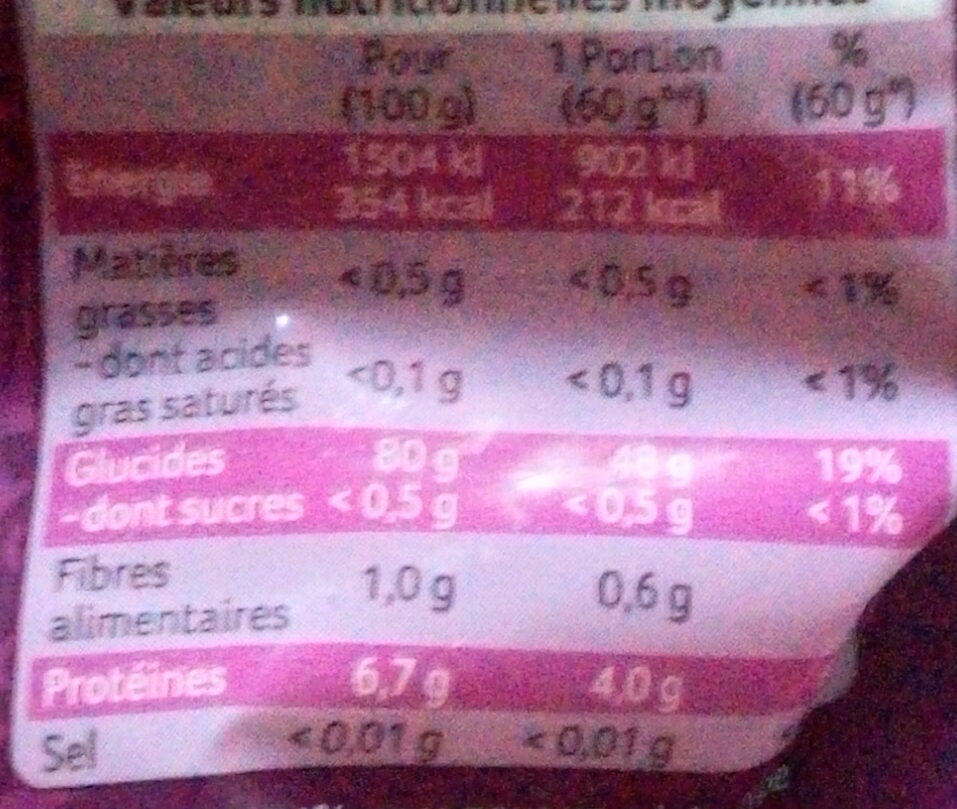 Valeurs nutritionnelles moyennes
Pour 1 Portion %
(100 g) (60 g***) (60 g**)
Energie 1504 kJ 902 kJ 11%
354 kcal 212 kcal
Matières <0,5 g <0,5 g <1%
grasses
-dont acides <0,1 g <0,1 g <1%
gras saturés
Glucides 80 g 48 g 19%
-dont sucres <0,5 g <0,5 g <1%
Fibres 1,0 g 0,6 g
alimentaires
Protéines 6,7 g 4,0 g
Sel <0,01 g <0,01 g